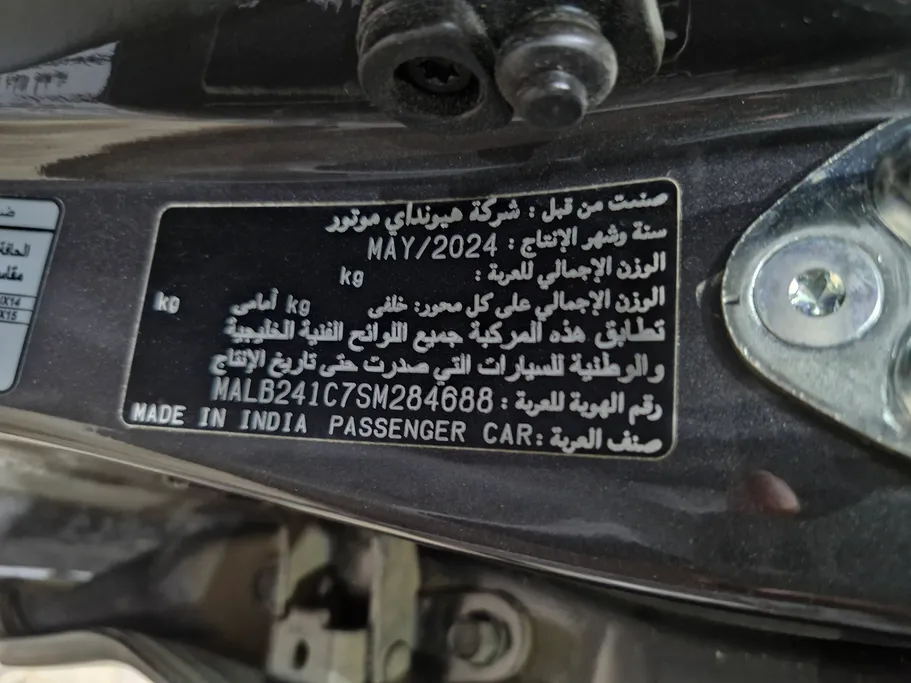 صنعت من قبل : شركة هيونداي موتور
سنة وشهر الإنتاج : MAY/2024
الوزن الإجمالي للعربة : kg
الوزن الإجمالي على كل محور: خلفي kg أمامي kg
تطابق هذه المركبة جميع اللوائح الفنية الخليجية
والوطنية للسيارات التي صدرت حتى تاريخ الإنتاج
رقم الهوية للعربة : MALB241C7SM284688
صنف العربة : PASSENGER CAR MADE IN INDIA
الحافة